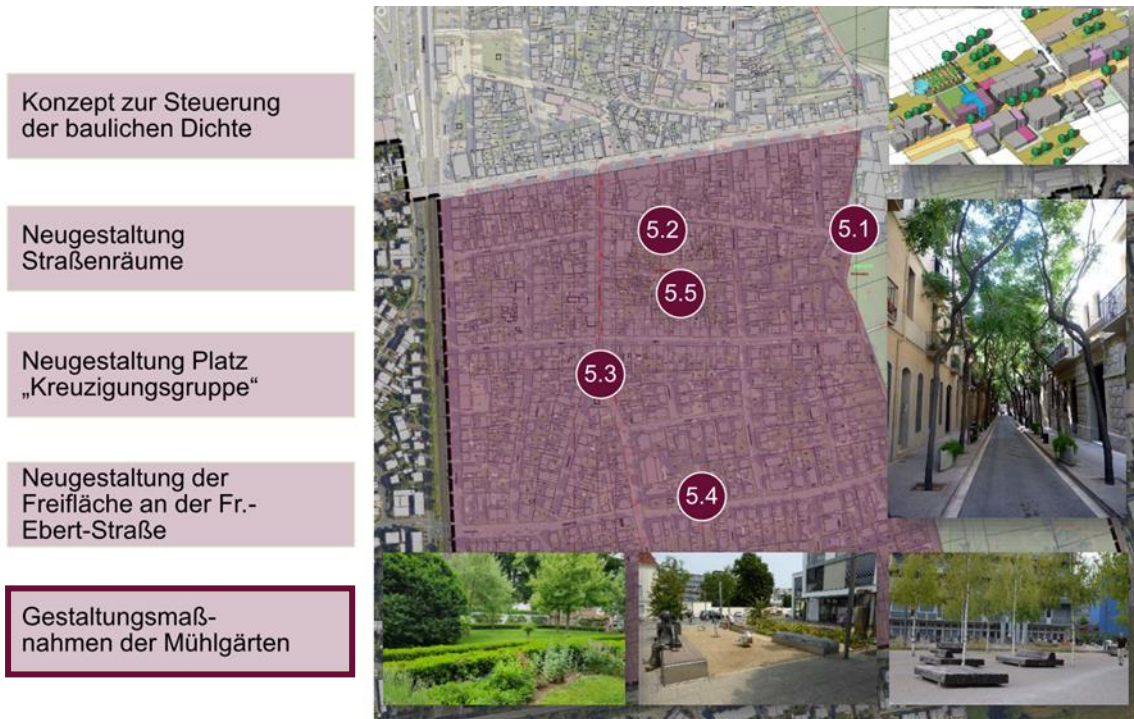 Konzept zur Steuerung
der baulichen Dichte
Neugestaltung
Straßenräume
Neugestaltung Platz
„Kreuzigungsgruppe“
Neugestaltung der
Freifläche an der Fr.-
Ebert-Straße
Gestaltungsmaß-
nahmen der Mühlgärten
5.2
5.1
5.5
5.3
5.4